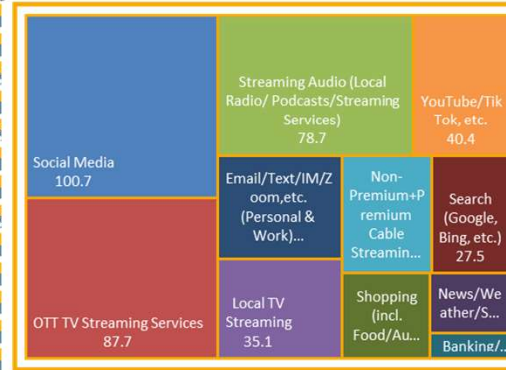 Social Media
100.7
OTT TV Streaming Services
87.7
Streaming Audio (Local
Radio/ Podcasts/Streaming
Services)
78.7
YouTube/Tik
Tok, etc.
40.4
Email/Text/IM/Z
oom,etc.
(Personal &
Work)...
Local TV
Streaming
35.1
Non-
Premium+P
remium
Cable
Streamin...
Search
(Google,
Bing, etc.)
27.5
Shopping
(incl.
Food/Au...
News/We
ather/S...
Banking/...